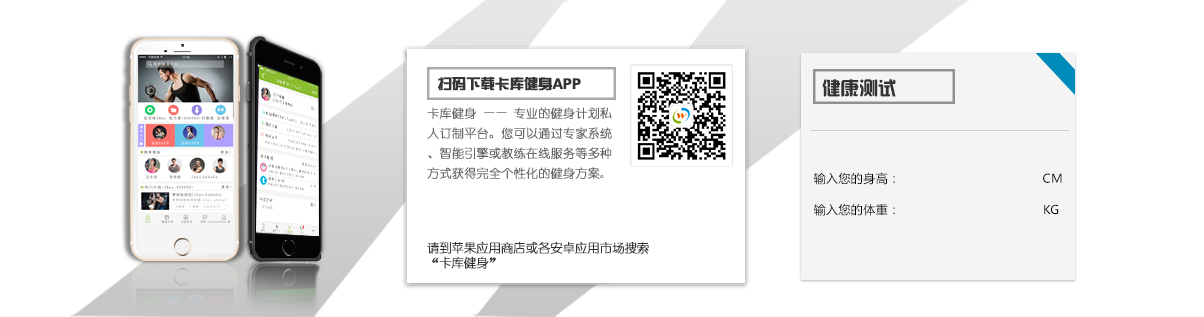 扫码下载卡库健身APP
卡库健身 —— 专业的健身计划私
人订制平台。您可以通过专家系统
、智能引擎或教练在线服务等多种
方式获得完全个性化的健身方案。
请到苹果应用商店或各安卓应用市场搜索
“卡库健身”
健康测试
输入您的身高： CM
输入您的体重： KG